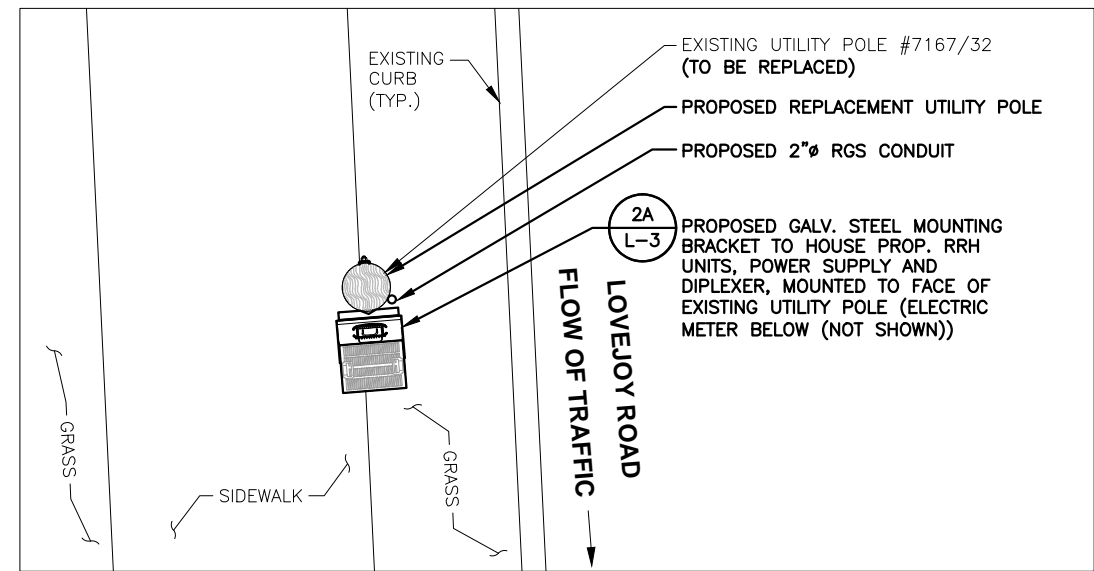 EXISTING UTILITY POLE #7167/32
(TO BE REPLACED)
EXISTING
CURB
(TYP.)
PROPOSED REPLACEMENT UTILITY POLE
PROPOSED 2"ø RGS CONDUIT
2A
L-3
PROPOSED GALV. STEEL MOUNTING
BRACKET TO HOUSE PROP. RRH
UNITS, POWER SUPPLY AND
DIPLEXER, MOUNTED TO FACE OF
EXISTING UTILITY POLE (ELECTRIC
METER BELOW (NOT SHOWN))
LOVEJOY ROAD
FLOW OF TRAFFIC
GRASS
SIDEWALK
GRASS